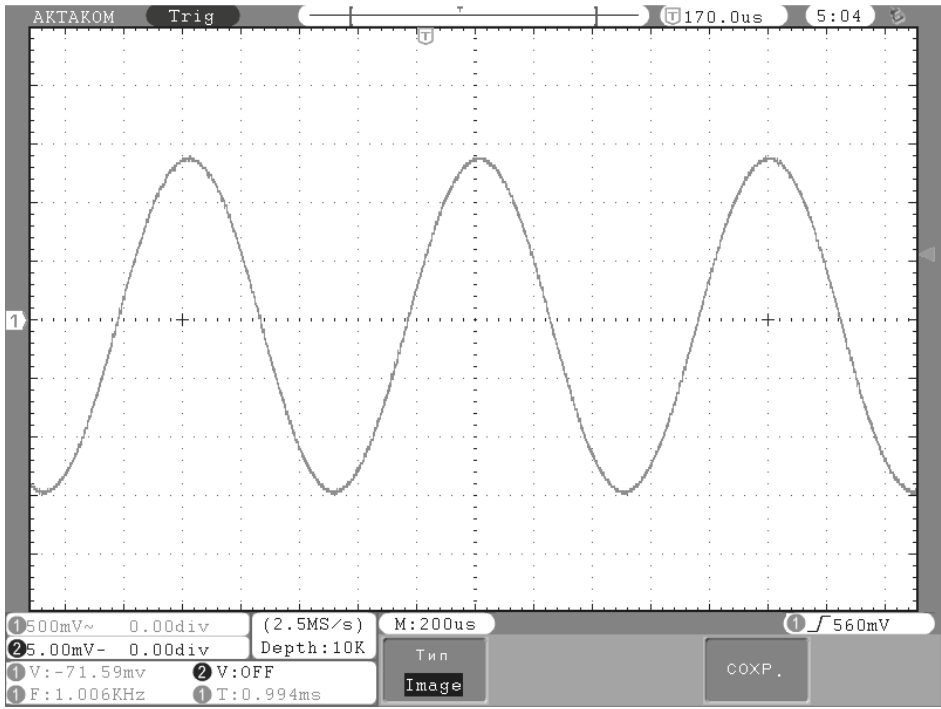 AKTAKOM Trig T 170.0us 5:04
T
1
1 500mV~ 0.00div (2.5MS/s) M:200us 1 560mV
2 5.00mV- 0.00div Depth:10K
1 V:-71.59mv 2 V:OFF Тип СОХР.
1 F:1.006KHz 1 T:0.994ms Image